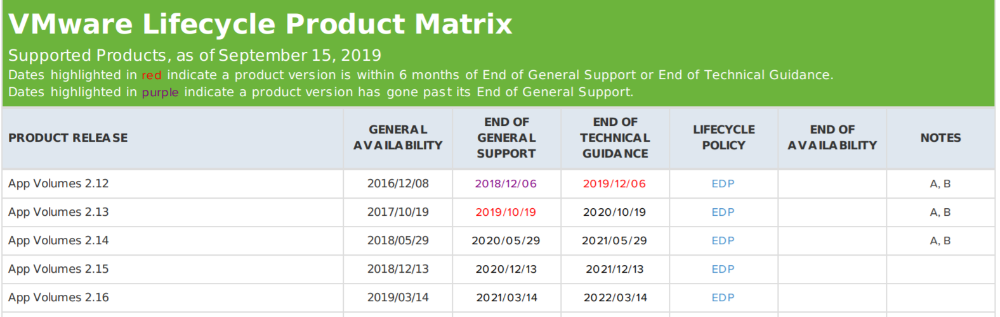 VMware Lifecycle Product Matrix
Supported Products, as of September 15, 2019
Dates highlighted in red indicate a product version is within 6 months of End of General Support or End of Technical Guidance.
Dates highlighted in purple indicate a product version has gone past its End of General Support.
PRODUCT RELEASE GENERAL AVAILABILITY END OF GENERAL SUPPORT END OF TECHNICAL GUIDANCE LIFECYCLE POLICY END OF AVAILABILITY NOTES
App Volumes 2.12 2016/12/08 2018/12/06 2019/12/06 EDP A, B
App Volumes 2.13 2017/10/19 2019/10/19 2020/10/19 EDP A, B
App Volumes 2.14 2018/05/29 2020/05/29 2021/05/29 EDP A, B
App Volumes 2.15 2018/12/13 2020/12/13 2021/12/13 EDP
App Volumes 2.16 2019/03/14 2021/03/14 2022/03/14 EDP